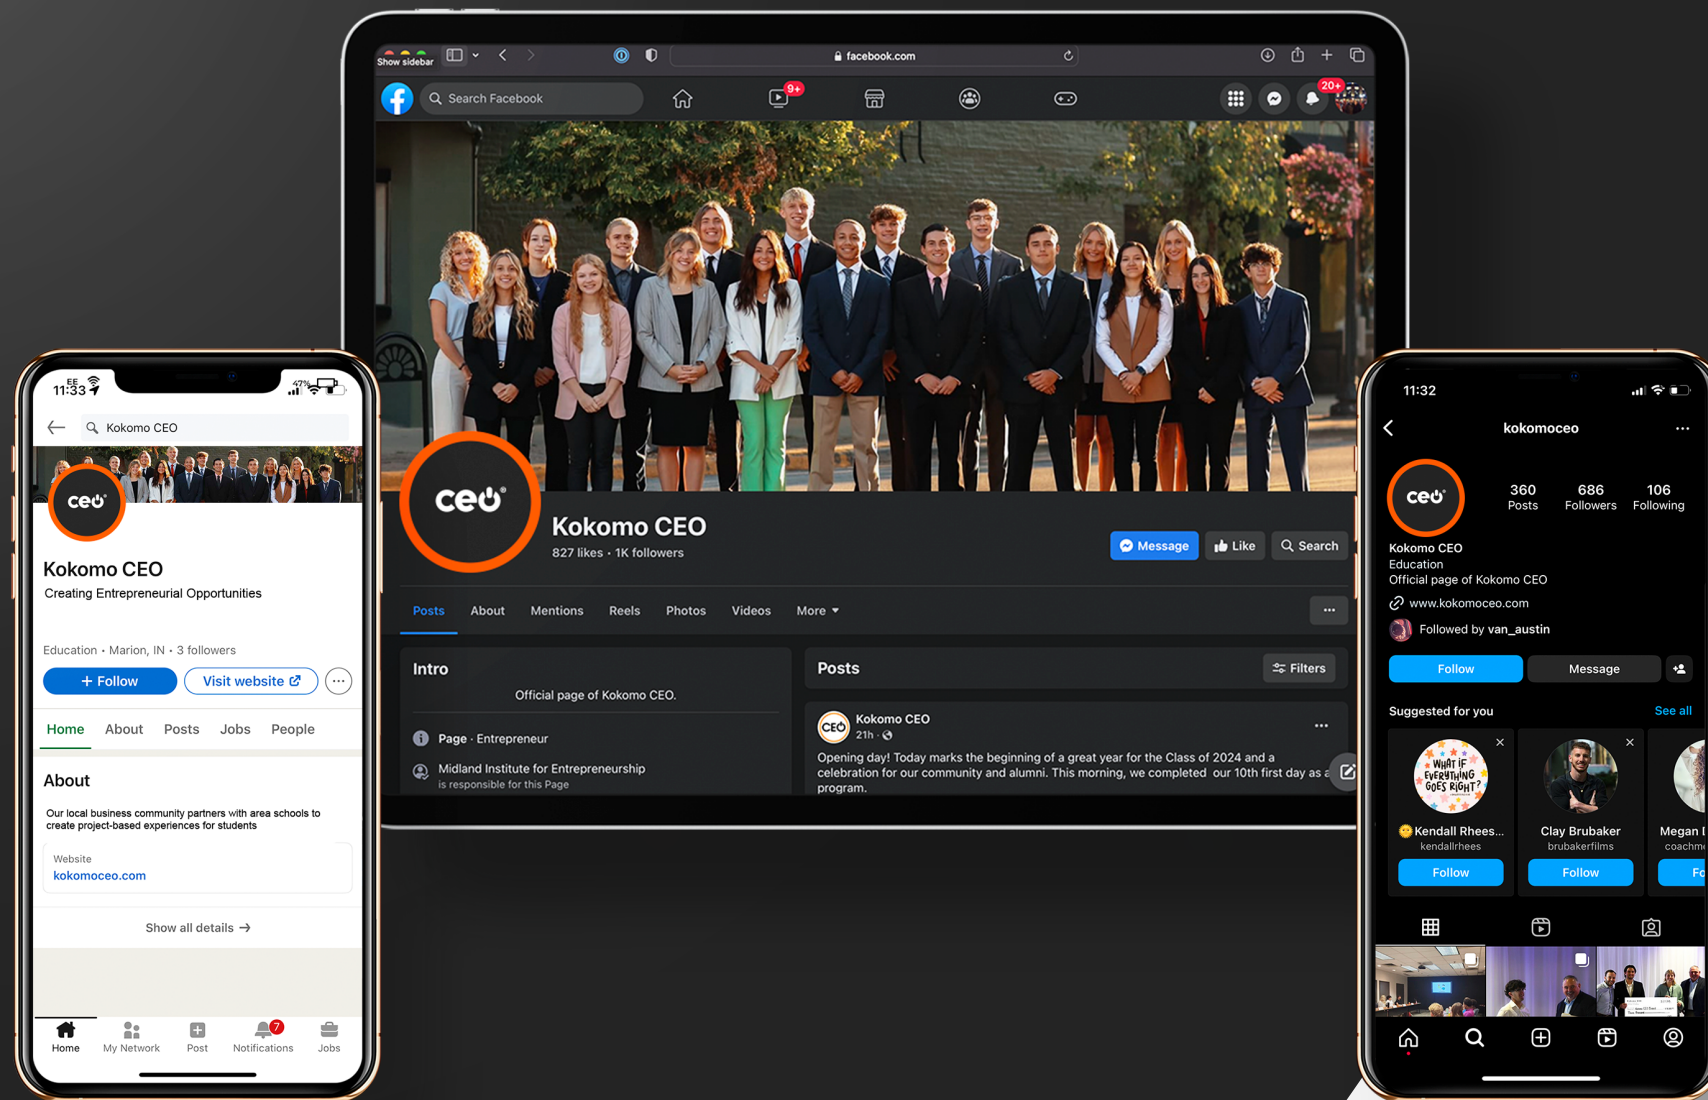 Show sidebar
facebook.com
Search Facebook
9+
20+
ceo®
Kokomo CEO
827 likes • 1K followers
Message
Like
Search
Posts
About
Mentions
Reels
Photos
Videos
More
Intro
Official page of Kokomo CEO.
Page · Entrepreneur
Midland Institute for Entrepreneurship
is responsible for this Page
Posts
Filters
CEO
Kokomo CEO
21h ·
Opening day! Today marks the beginning of a great year for the Class of 2024 and a
celebration for our community and alumni. This morning, we completed our 10th first day as a
program.
EE
11:33
47%
Kokomo CEO
ceo®
Kokomo CEO
Creating Entrepreneurial Opportunities
Education • Marion, IN • 3 followers
+ Follow
Visit website
Home
About
Posts
Jobs
People
About
Our local business community partners with area schools to
create project-based experiences for students
Website
kokomoceo.com
Show all details →
7
Home
My Network
Post
Notifications
Jobs
11:32
kokomoceo
ceo®
360
Posts
686
Followers
106
Following
Kokomo CEO
Education
Official page of Kokomo CEO
www.kokomoceo.com
Followed by van_austin
Follow
Message
Suggested for you
See all
WHAT IF
EVERYTHING
GOES RIGHT?
Kendall Rhees...
kendallrhees
Follow
Clay Brubaker
brubakerfilms
Follow
Megan
coachm
Fo